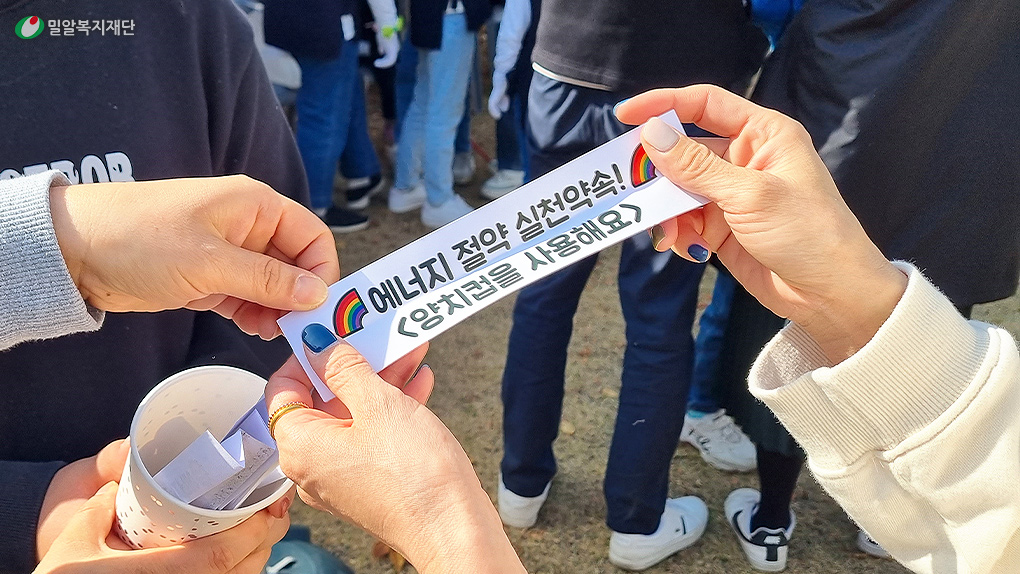 밀알복지재단
에너지 절약 실천약속!
<양치컵을 사용해요>